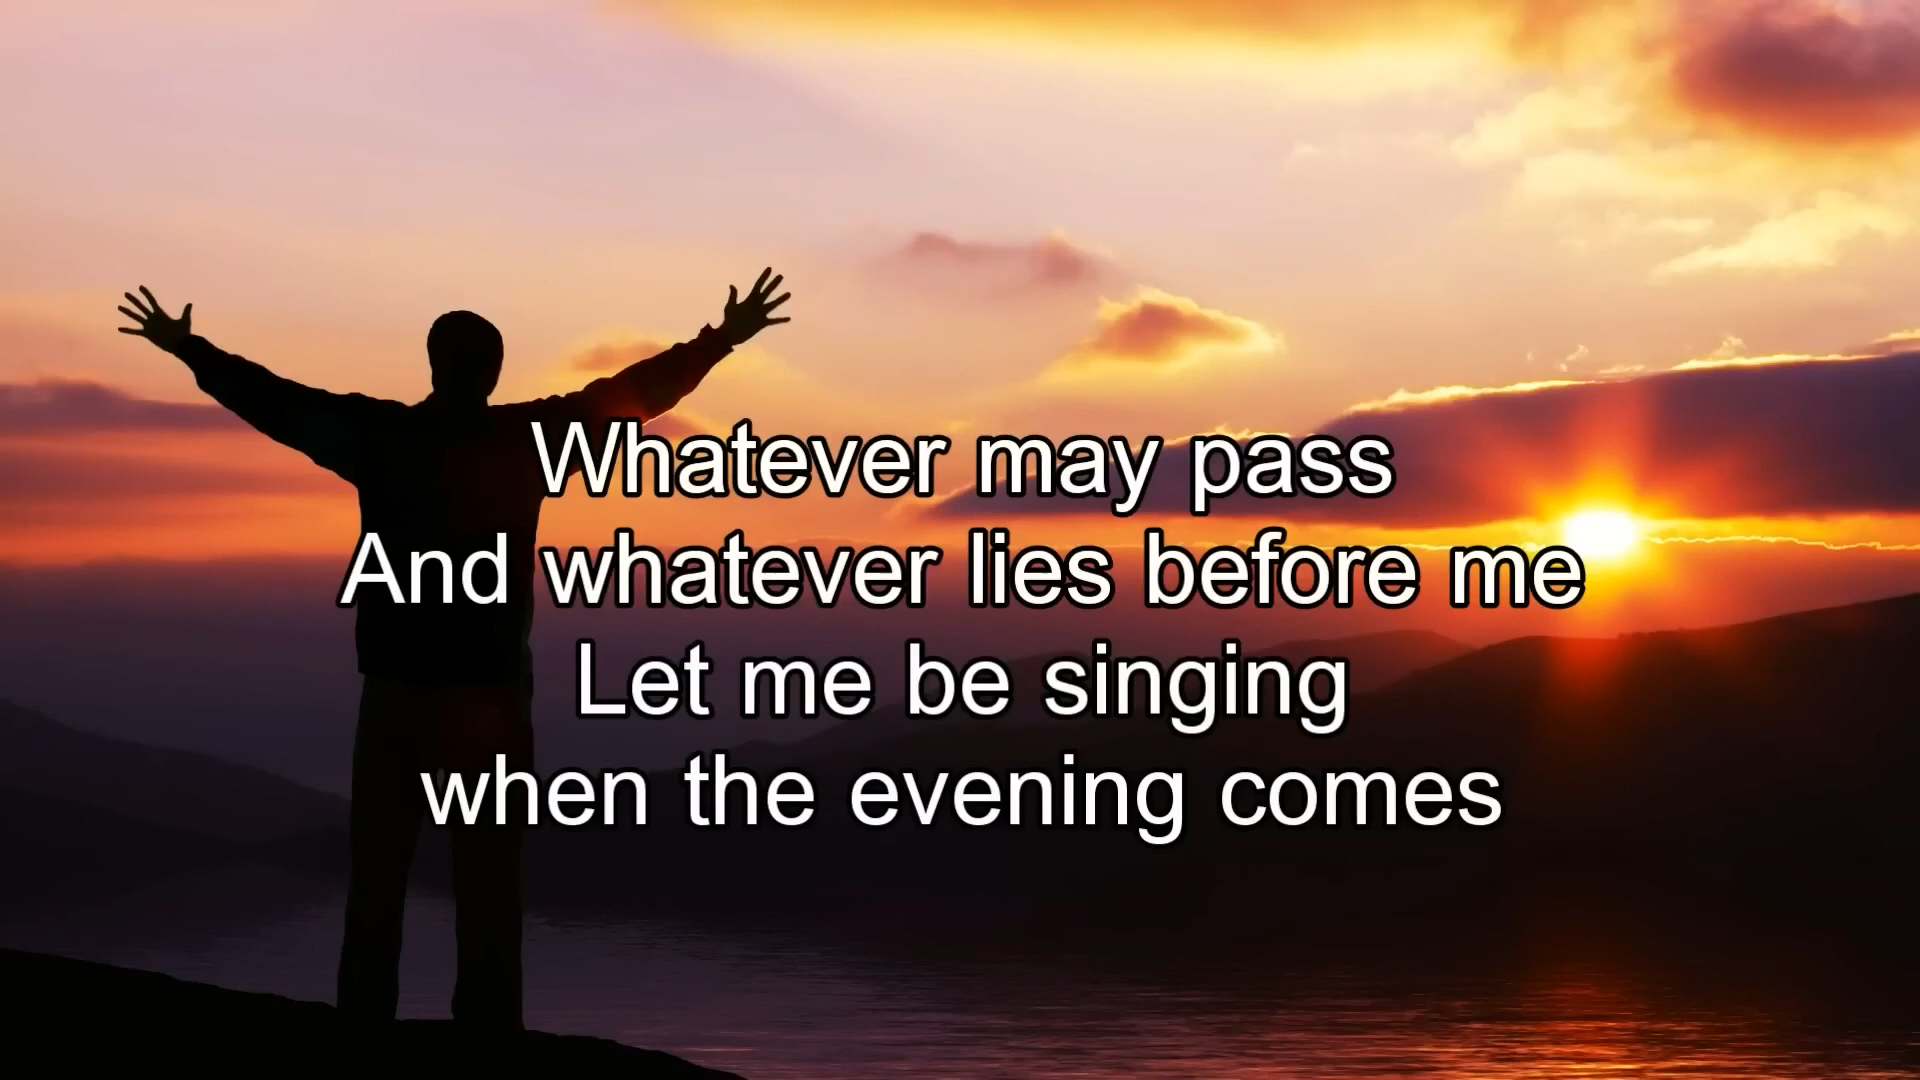 Whatever may pass
And whatever lies before me
Let me be singing
when the evening comes